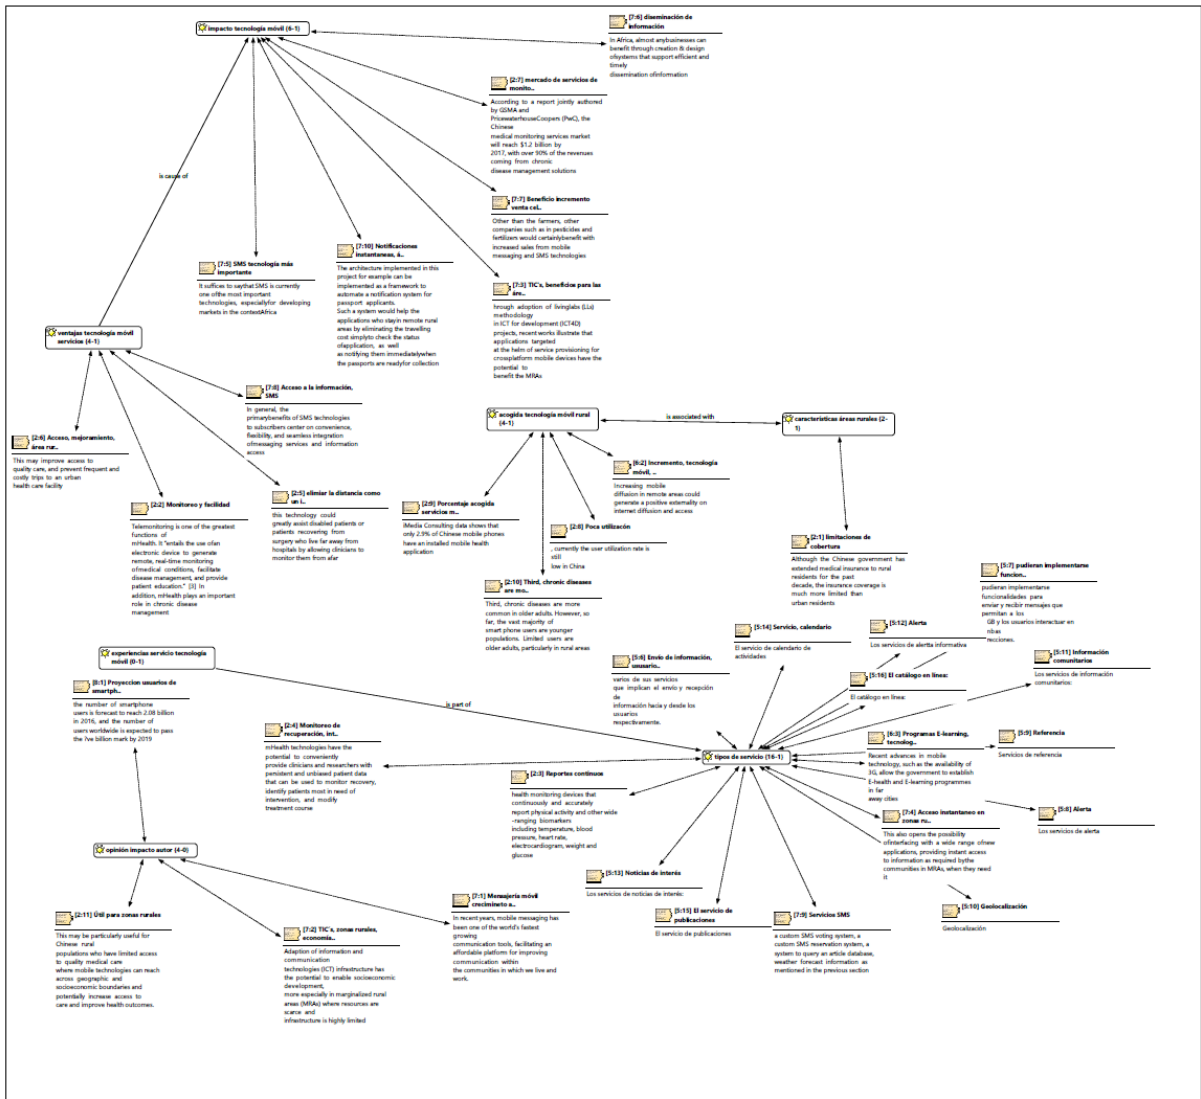 impacto tecnología móvil (6-1)
[7:6] diseminación de
información
In Africa, almost anybusinesses can
benefit through creation & design
ofsystems that support efficient and
timely
dissemination ofinformation
[2:7] mercado de servicios de
monito..
According to a report jointly authored
by GSMA and
PricewaterhouseCoopers (PwC), the
Chinese
medical monitoring services market
will reach $1.2 billion by
2017, with over 90% of the revenues
coming from chronic
disease management solutions
is cause of
[7:7] Beneficio incremento
venta cel..
Other than the farmers, other
companies such as in pesticides and
fertilizers would certainlybenefit with
increased sales from mobile
messaging and SMS technologies
[7:5] SMS tecnología más
importante
It suffices to saythat SMS is currently
one ofthe most important
technologies, especiallyfor developing
markets in the contextAfrica
[7:10] Notificaciones
instantaneas, á..
The architecture implemented in this
project for example can be
implemented as a framework to
automate a notification system for
passport applicants.
Such a system would help the
applications who stayin remote rural
areas by eliminating the travelling
cost simplyto check the status
ofapplication, as well
as notifying them immediatelywhen
the passports are readyfor collection
[7:3] TIC's, beneficios para las
áre..
hrough adoption of livinglabs (LLs)
methodology
in ICT for development (ICT4D)
projects, recent works illustrate that
applications targeted
at the helm of service provisioning for
crossplatform mobile devices have the
potential to
benefit the MRAs
ventajas tecnología móvil
servicios (4-1)
[7:8] Acceso a la información,
SMS
In general, the
primarybenefits of SMS technologies
to subscribers center on convenience,
flexibility, and seamless integration
ofmessaging services and information
access
[2:6] Acceso, mejoramiento,
área rur..
This may improve access to
quality care, and prevent frequent and
costly trips to an urban
health care facility
[2:2] Monitoreo y facilidad
Telemonitoring is one of the greatest
functions of
mHealth. It "entails the use ofan
electronic device to generate
remote, real-time monitoring
ofmedical conditions, facilitate
disease management, and provide
patient education." [3] In
addition, mHealth plays an important
role in chronic disease
management
[2:5] elimiar la distancia como
un i..
this technology could
greatly assist disabled patients or
patients recovering from
surgery who live far away from
hospitals by allowing clinicians to
monitor them from afar
acogida tecnología móvil rural
(4-1)
is associated with
características áreas rurales (2-
1)
[6:2] Incremento, tecnología
móvil, ..
Increasing mobile
diffusion in remote areas could
generate a positive externality on
internet diffusion and access
[2:9] Porcentaje acogida
servicios m..
iMedia Consulting data shows that
only 2.9% of Chinese mobile phones
have an installed mobile health
application
[2:8] Poca utilizacón
, currently the user utilization rate is
still
low in China
[2:10] Third, chronic diseases
are mo..
Third, chronic diseases are more
common in older adults. However, so
far, the vast majority of
smart phone users are younger
populations. Limited users are
older adults, particularly in rural areas
[2:1] limitaciones de
cobertura
Although the Chinese government has
extended medical insurance to rural
residents for the past
decade, the insurance coverage is
much more limited than
urban residents
[5:7] pudieran implementarse
funcion..
pudieran implementarse
funcionalidades para
enviar y recibir mensajes que
permitan a los
GB y los usuarios interactuar en
mbas
recciones.
[5:14] Servicio, calendario
El servicio de calendario de
actividades
[5:12] Alerta
Los servicios de alertta informativa
[5:11] Información
comunitarios
Los servicios de información
comunitarios:
[5:6] Envío de información,
ususario..
varios de sus servicios
que implican el envío y recepción
de
información hacia y desde los
usuarios
respectivamente.
[5:16] El catálogo en línea:
El catálogo en línea:
experiencias servicio tecnología
móvil (0-1)
is part of
[8:1] Proyeccion usuarios de
smartph..
the number of smartphone
users is forecast to reach 2.08 billion
in 2016, and the number of
users worldwide is expected to pass
the ?ve billion mark by 2019
[2:4] Monitoreo de
recuperación, int..
mHealth technologies have the
potential to conveniently
provide clinicians and researchers with
persistent and unbiased patient data
that can be used to monitor recovery,
identify patients most in need of
intervention, and modify
treatment course
tipos de servicio (16-1)
[6:3] Programas E-learning,
tecnolog..
Recent advances in mobile
technology, such as the availability of
3G, allow the government to establish
E-health and E-learning programmes
in far
away cities
[5:9] Referencia
Servicios de referencia
[2:3] Reportes continuos
health monitoring devices that
continuously and accurately
report physical activity and other wide
-ranging biomarkers
including temperature, blood
pressure, heart rate,
electrocardiogram, weight and
glucose
[5:8] Alerta
Los servicios de alerta
[7:4] Acceso instantaneo en
zonas ru..
This also opens the possibility
ofinterfacing with a wide range ofnew
applications, providing instant access
to information as required bythe
communities in MRAs, when they need
it
opinión impacto autor (4-0)
[5:13] Noticias de interés
Los servicios de noticias de interés:
[5:15] El servicio de
publicaciones
El servicio de publicaciones
[7:9] Servicios SMS
a custom SMS voting system, a
custom SMS reservation system, a
system to query an article database,
weather forecast information as
mentioned in the previous section
[5:10] Geolocalización
Geolocalización
[2:11] Útil para zonas rurales
This may be particularly useful for
Chinese rural
populations who have limited access
to quality medical care
where mobile technologies can reach
across geographic and
socioeconomic boundaries and
potentially increase access to
care and improve health outcomes.
[7:2] TIC's, zonas rurales,
economía..
Adaption of information and
communication
technologies (ICT) infrastructure has
the potential to enable socioeconomic
development,
more especially in marginalized rural
areas (MRAs) where resources are
scarce and
infrastructure is highly limited
[7:1] Mensajería móvil
crecimineto a..
In recent years, mobile messaging has
been one of the world's fastest
growing
communication tools, facilitating an
affordable platform for improving
communication within
the communities in which we live and
work.